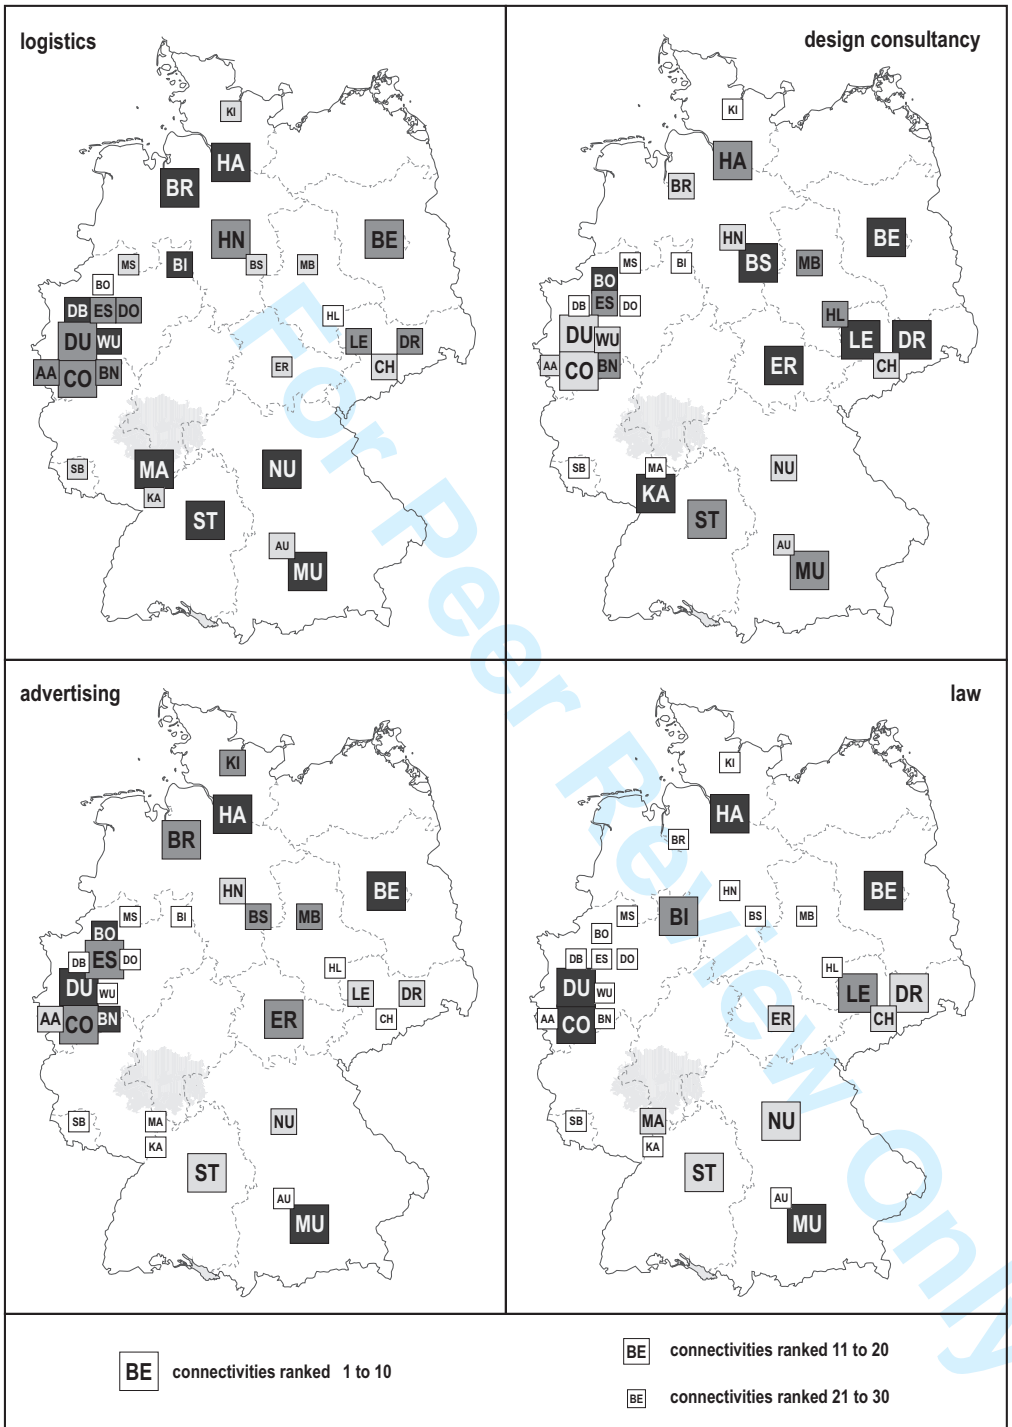 logistics
KI
HA
BR
HN
BE
MS
BI
BS
MB
BO
DB
ES
DO
HL
DU
WU
LE
DR
AA
CO
BN
ER
CH
SB
MA
NU
KA
ST
AU
MU
design consultancy
KI
HA
BR
HN
BE
MS
BI
BS
MB
BO
DB
ES
DO
HL
DU
WU
LE
DR
AA
CO
BN
ER
CH
SB
MA
NU
KA
ST
AU
MU
advertising
KI
HA
BR
HN
BE
MS
BI
BS
MB
BO
DB
ES
DO
HL
DU
WU
LE
DR
AA
CO
BN
ER
CH
SB
MA
NU
KA
ST
AU
MU
law
KI
HA
BR
HN
BE
MS
BI
BS
MB
BO
DB
ES
DO
HL
DU
WU
LE
DR
AA
CO
BN
ER
CH
SB
MA
NU
KA
ST
AU
MU
For Peer Review Only
BE connectivities ranked 1 to 10
BE connectivities ranked 11 to 20
BE connectivities ranked 21 to 30